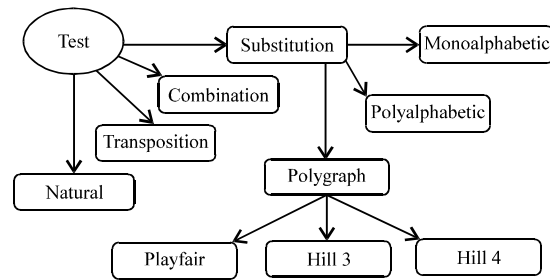 Test
Substitution
Monoalphabetic
Combination
Polyalphabetic
Transposition
Natural
Polygraph
Playfair
Hill 3
Hill 4